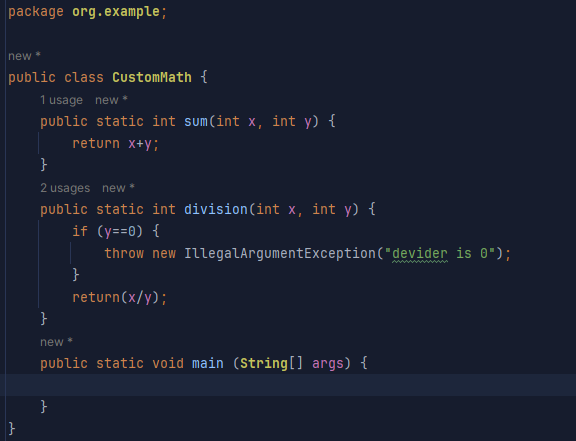 package org.example;
new *
public class CustomMath {
1 usage new *
public static int sum(int x, int y) {
return x+y;
}
2 usages new *
public static int division(int x, int y) {
if (y==0) {
throw new IllegalArgumentException("devider is 0");
}
return(x/y);
}
new *
public static void main (String[] args) {
}
}